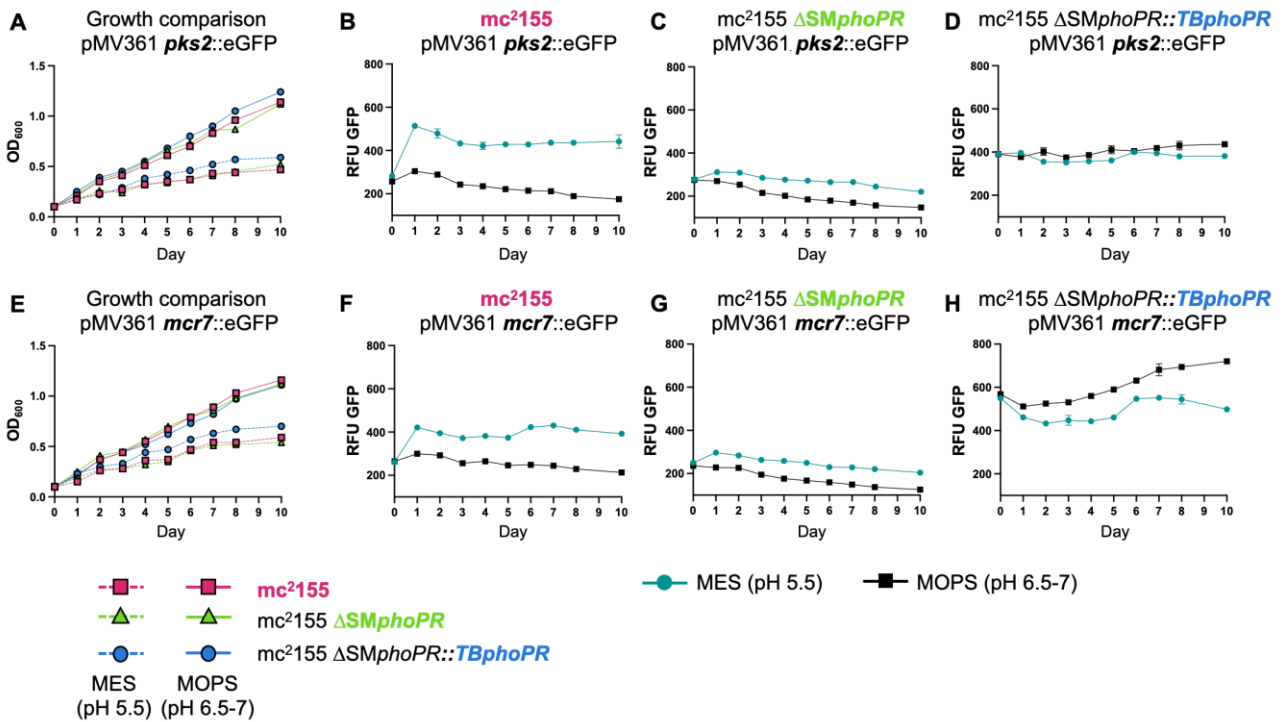 A
Growth comparison
pMV361 pks2::eGFP
1.5
1.0
0.5
0.0
OD600
0 1 2 3 4 5 6 7 8 9 10
Day
B
mc²155
pMV361 pks2::eGFP
800
600
400
200
RFU GFP
0 1 2 3 4 5 6 7 8 9 10
Day
C
mc²155 ΔSMphoPR
pMV361. pks2::eGFP
800
600
400
200
RFU GFP
0 1 2 3 4 5 6 7 8 9 10
Day
D
mc²155 ΔSMphoPR::TBphoPR
pMV361 pks2::eGFP
800
600
400
200
RFU GFP
0 1 2 3 4 5 6 7 8 9 10
Day
E
Growth comparison
pMV361 mcr7::eGFP
1.5
1.0
0.5
0.0
OD600
0 1 2 3 4 5 6 7 8 9 10
Day
F
mc²155
pMV361 mcr7::eGFP
800
600
400
200
RFU GFP
0 1 2 3 4 5 6 7 8 9 10
Day
G
mc²155 ΔSMphoPR
pMV361 mcr7::eGFP
800
600
400
200
RFU GFP
0 1 2 3 4 5 6 7 8 9 10
Day
H
mc²155 ΔSMphoPR::TBphoPR
pMV361 mcr7::eGFP
800
600
400
200
RFU GFP
0 1 2 3 4 5 6 7 8 9 10
Day
mc²155
mc²155 ΔSMphoPR
mc²155 ΔSMphoPR::TBphoPR
MES MOPS
(pH 5.5) (pH 6.5-7)
MES (pH 5.5) MOPS (pH 6.5-7)